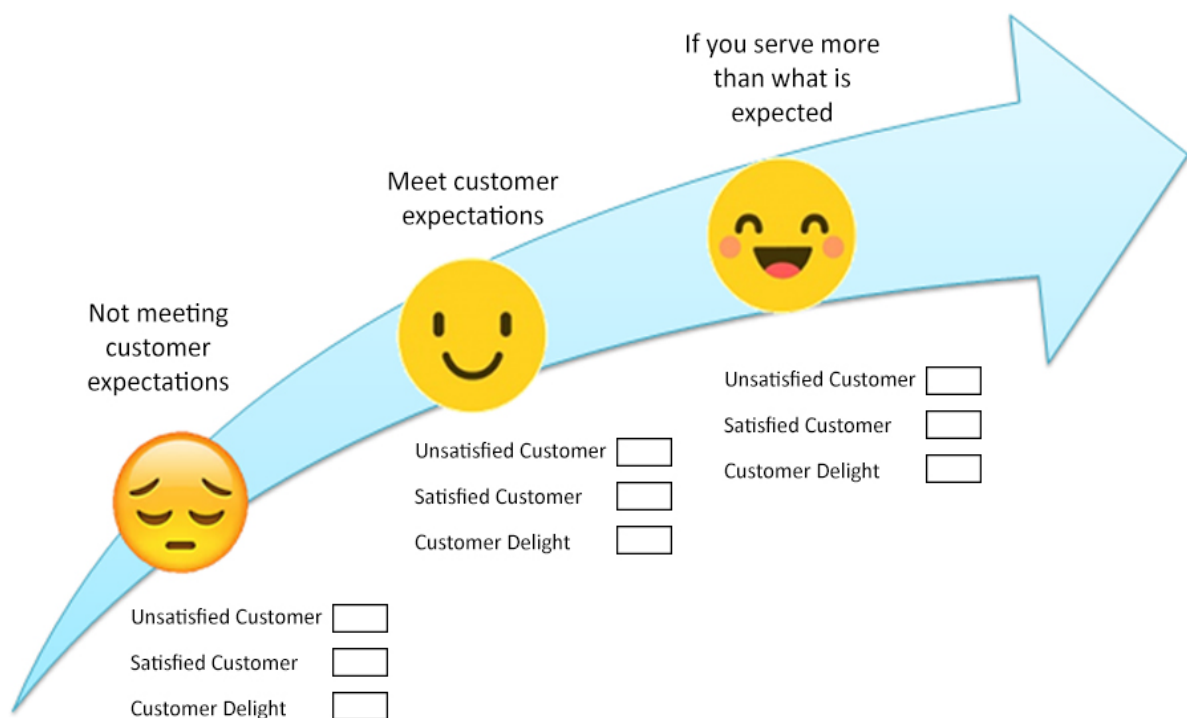 If you serve more
than what is
expected
Meet customer
expectations
Not meeting
customer
expectations
Unsatisfied Customer
Satisfied Customer
Customer Delight
Unsatisfied Customer
Satisfied Customer
Customer Delight
Unsatisfied Customer
Satisfied Customer
Customer Delight